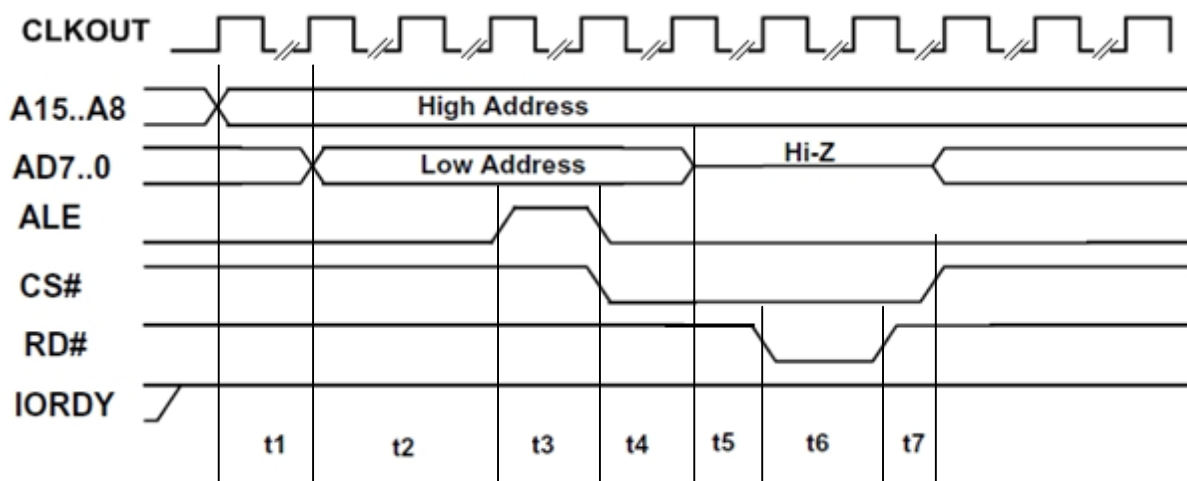 CLKOUT
A15..A8
High Address
AD7..0
Low Address
Hi-Z
ALE
CS#
RD#
IORDY
t1 t2 t3 t4 t5 t6 t7